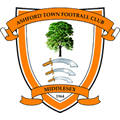 ASHFORD TOWN FOOTBALL CLUB
MIDDLESEX
1964